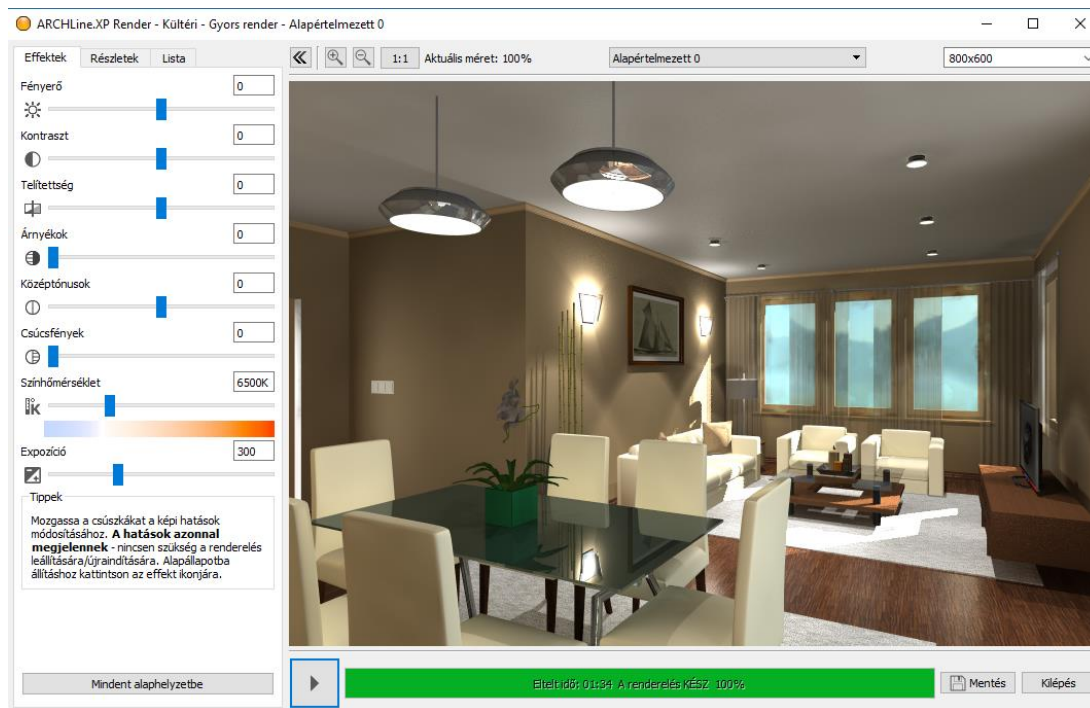 ARCHLine.XP Render - Kültéri - Gyors render - Alapértelmezett 0
Effektek Részletek Lista
1:1 Aktuális méret: 100% Alapértelmezett 0 800x600
Fényerő 0
Kontraszt 0
Telítettség 0
Árnyékok 0
Középtónusok 0
Csúcsfények 0
Színhőmérséklet 6500K
K
Expozíció 300
Tippek
Mozgassa a csúszkákat a képi hatások
módosításához. A hatások azonnal
megjelennek - nincsen szükség a renderelés
leállítására/újraindítására. Alapállapotba
állításhoz kattintson az effekt ikonjára.
Mindent alaphelyzetbe
Eltelt idő: 01:34 A renderelés KÉSZ 100%
Mentés Kilépés